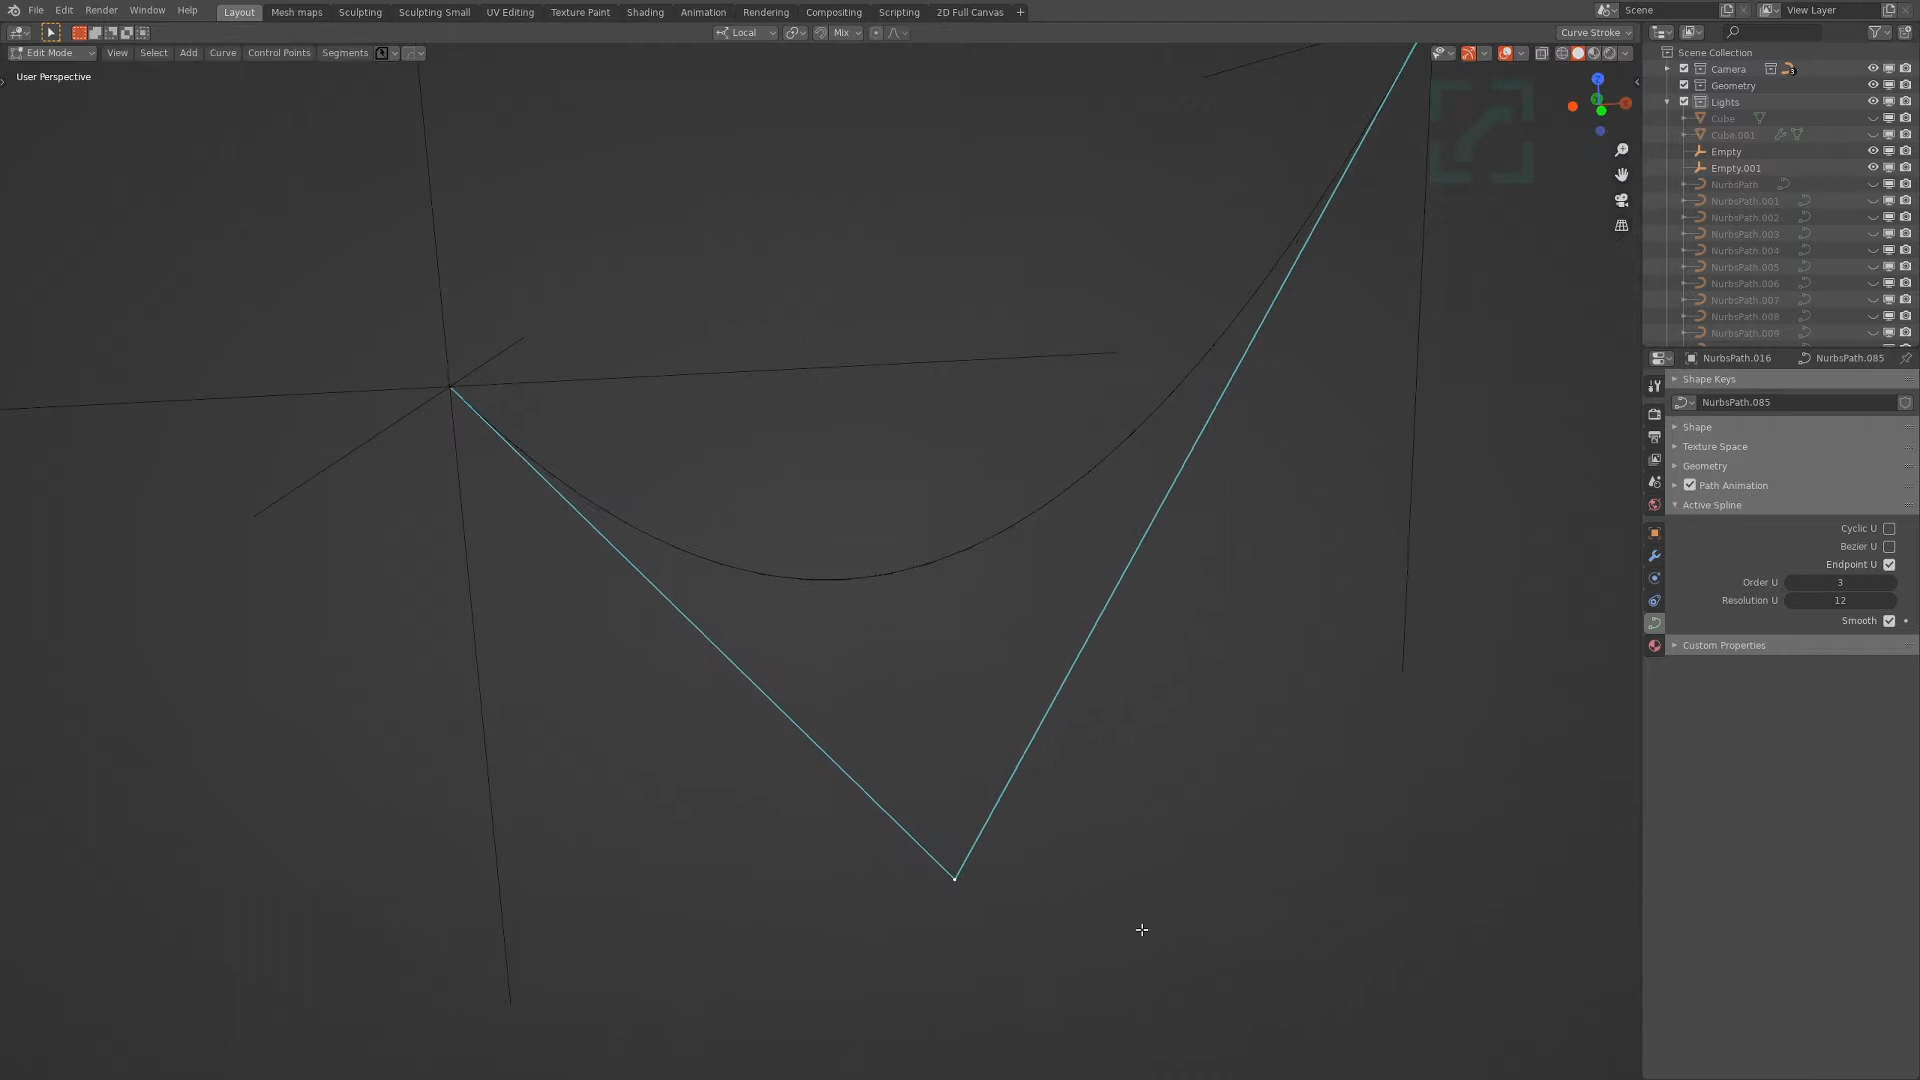 File Edit Render Window Help Layout Mesh maps Sculpting Sculpting Small UV Editing Texture Paint Shading Animation Rendering Compositing Scripting 2D Full Canvas + Scene View Layer
Local Mix Curve Stroke
Edit Mode View Select Add Curve Control Points Segments
User Perspective
Z
Scene Collection
Camera 3
Geometry
Lights
Cube
Cube.001
Empty
Empty.001
NurbsPath
NurbsPath.001
NurbsPath.002
NurbsPath.003
NurbsPath.004
NurbsPath.005
NurbsPath.006
NurbsPath.007
NurbsPath.008
NurbsPath.009
NurbsPath.016 NurbsPath.085
Shape Keys
NurbsPath.085
Shape
Texture Space
Geometry
Path Animation
Active Spline
Cyclic U
Bezier U
Endpoint U
Order U 3
Resolution U 12
Smooth
Custom Properties